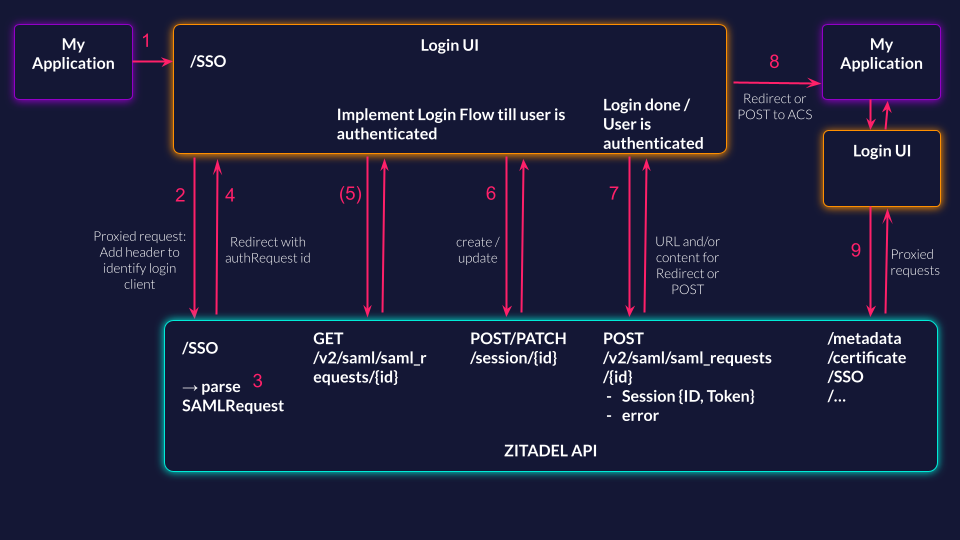 My
Application
1
Login UI
/SSO
Implement Login Flow till user is
authenticated
Login done /
User is
authenticated
8
Redirect or
POST to ACS
My
Application
Login UI
2
Proxied request:
Add header to
identify login
client
4
Redirect with
authRequest id
(5)
6
create /
update
7
URL and/or
content for
Redirect or
POST
9
Proxied
requests
/SSO
→ parse 3
SAMLRequest
GET
/v2/saml/saml_r
equests/{id}
POST/PATCH
/session/{id}
POST
/v2/saml/saml_requests
/{id}
- Session {ID, Token}
- error
/metadata
/certificate
/SSO
/...
ZITADEL API